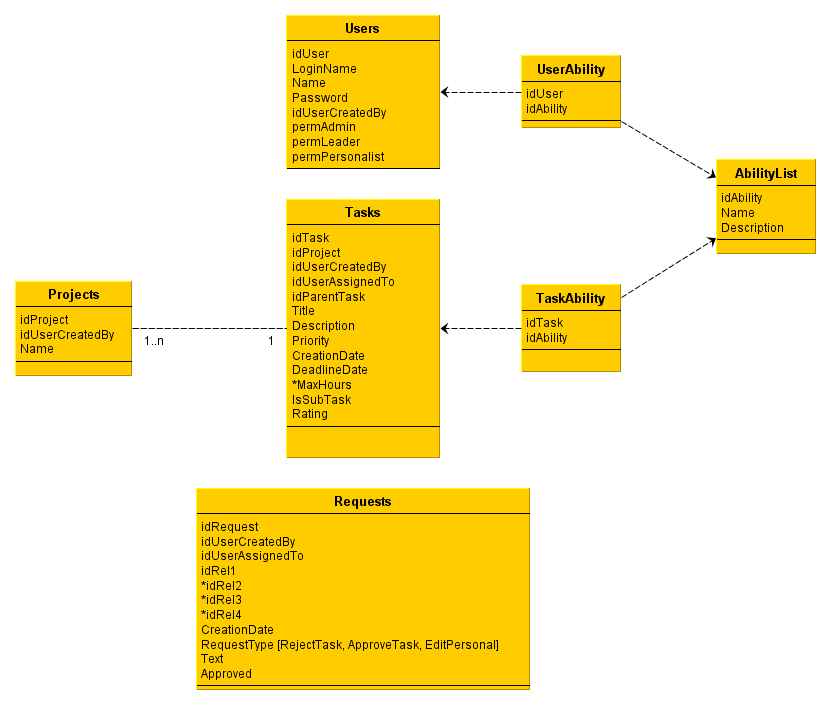 Users
idUser
LoginName
Name
Password
idUserCreatedBy
permAdmin
permLeader
permPersonalist
UserAbility
idUser
idAbility
AbilityList
idAbility
Name
Description
Tasks
idTask
idProject
idUserCreatedBy
idUserAssignedTo
idParentTask
Title
Description
Priority
CreationDate
DeadlineDate
*MaxHours
IsSubTask
Rating
Projects
idProject
idUserCreatedBy
Name
1..n
1
TaskAbility
idTask
idAbility
Requests
idRequest
idUserCreatedBy
idUserAssignedTo
idRel1
*idRel2
*idRel3
*idRel4
CreationDate
RequestType [RejectTask, ApproveTask, EditPersonal]
Text
Approved